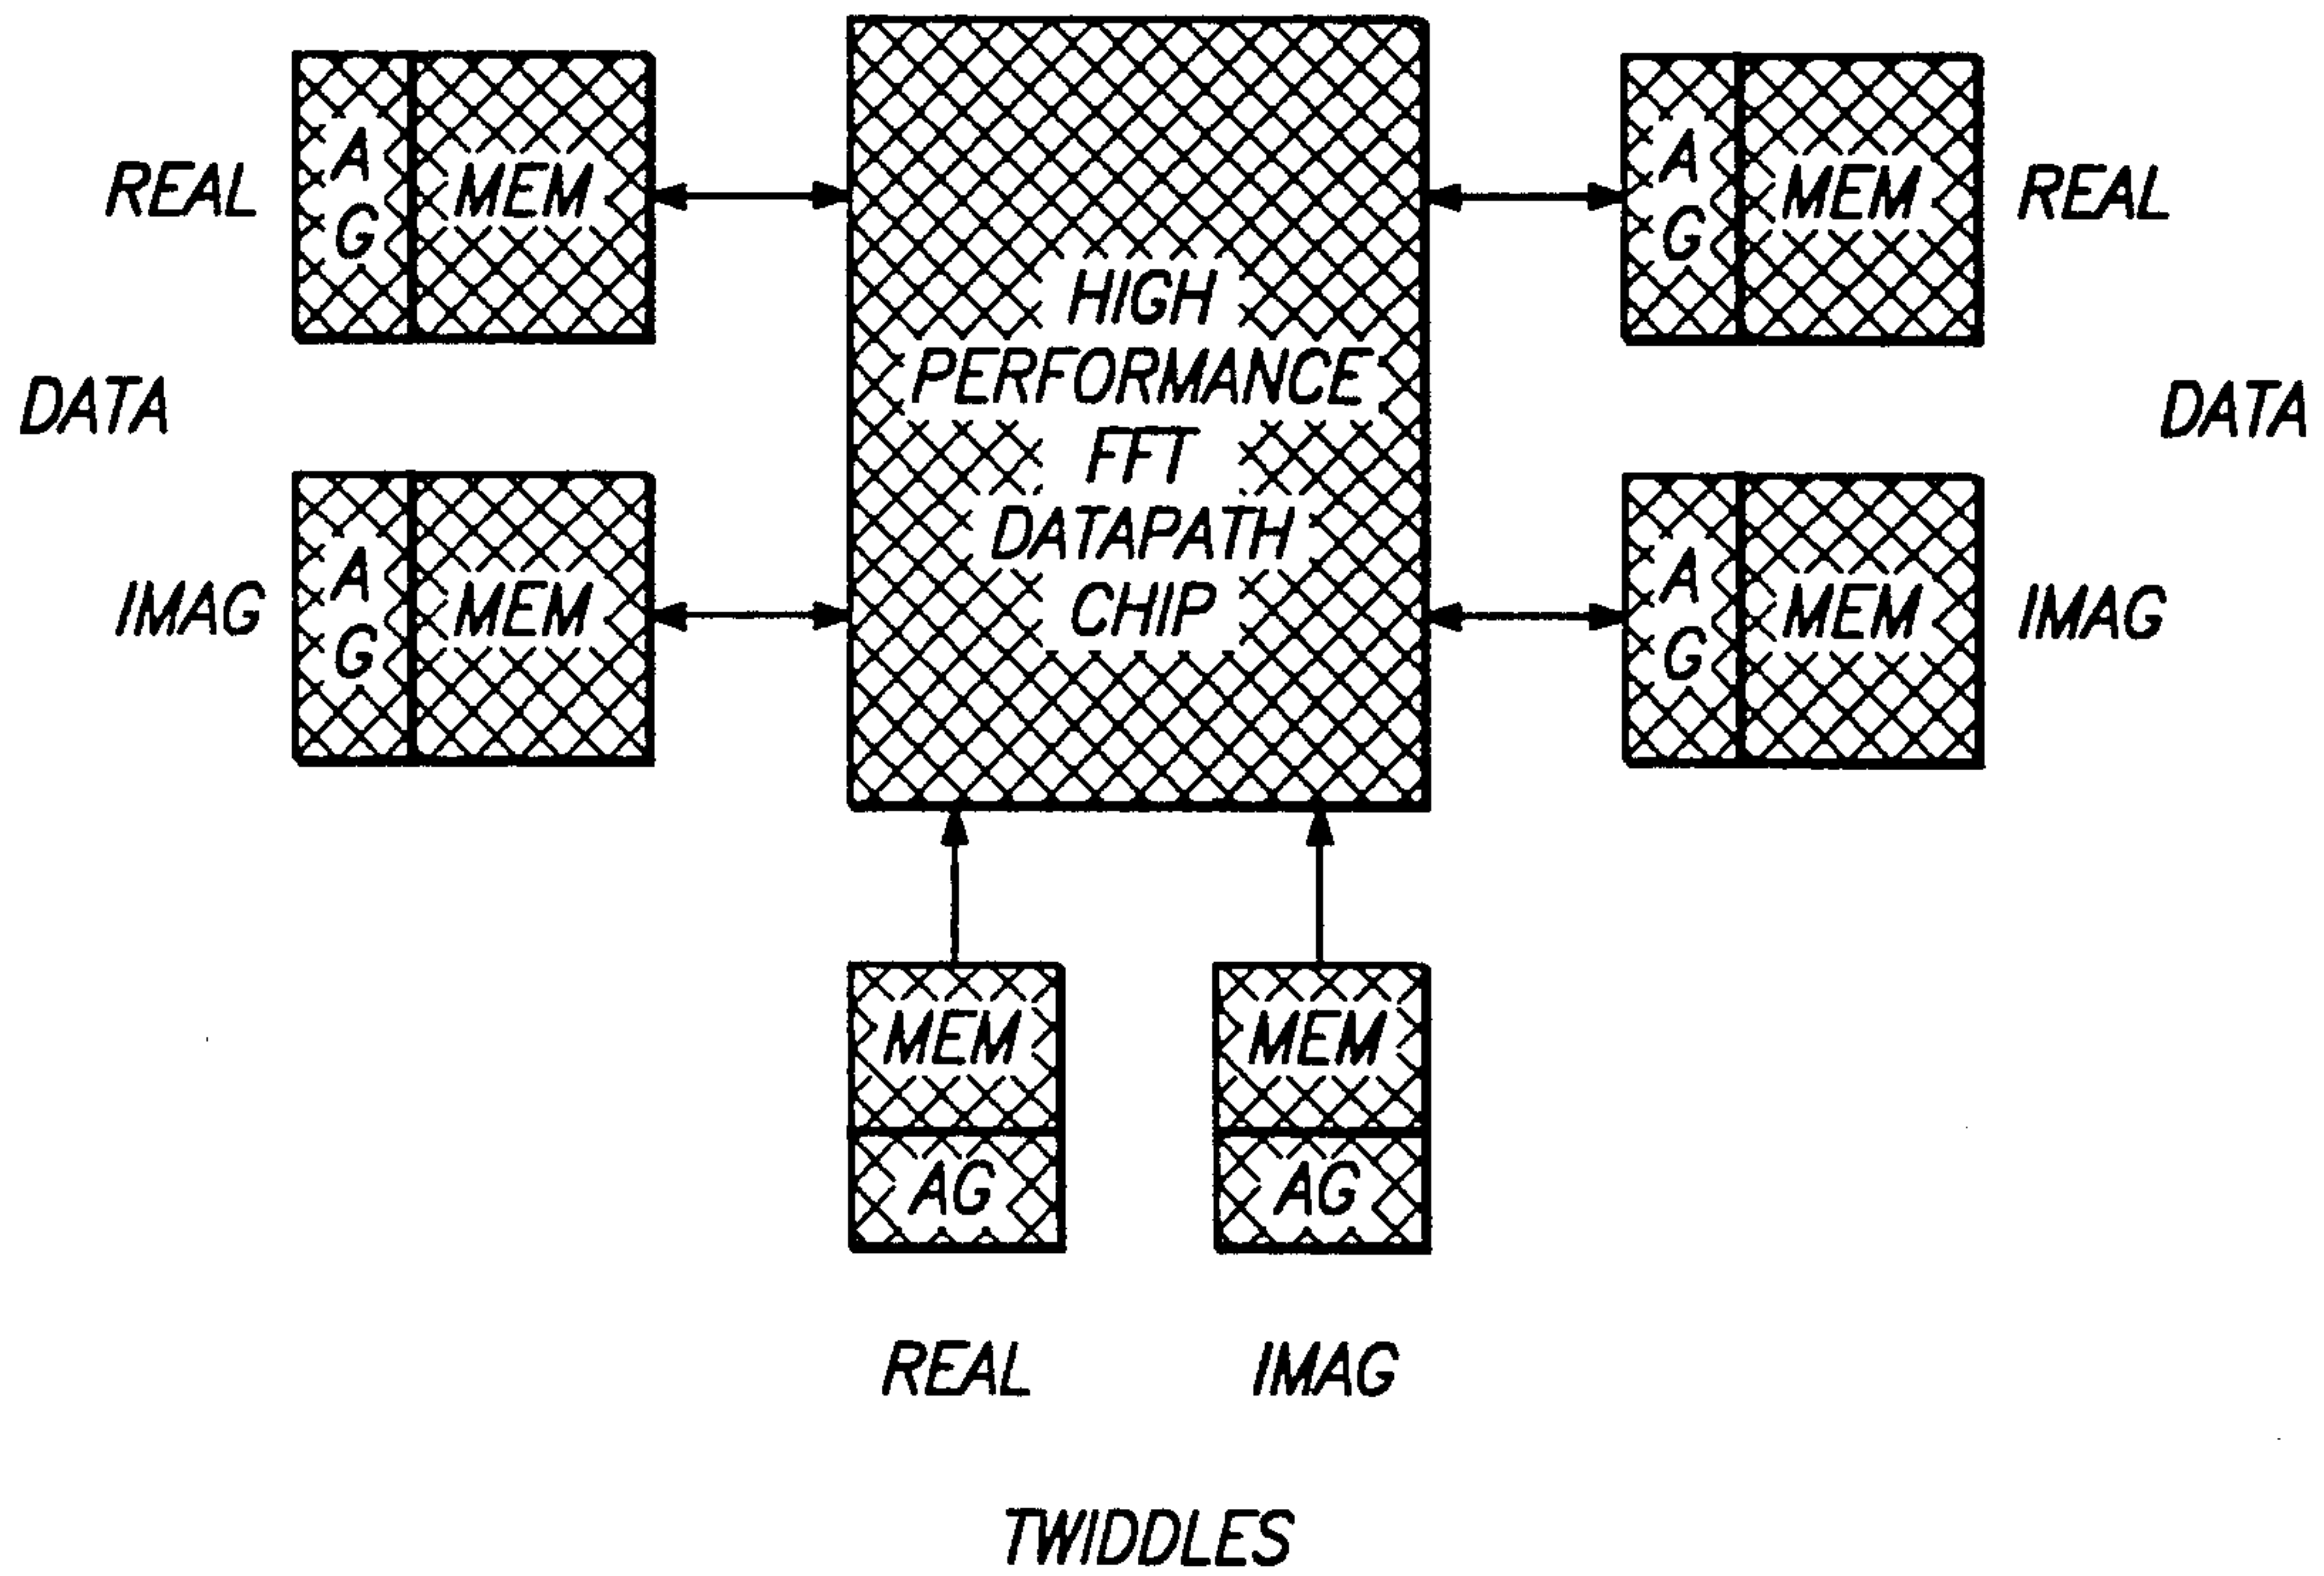 REAL
A
G
MEM
DATA
IMAG
A
G
MEM
HIGH
PERFORMANCE
FFT
DATAPATH
CHIP
A
G
MEM
REAL
DATA
A
G
MEM
IMAG
MEM
AG
REAL
MEM
AG
IMAG
TWIDDLES